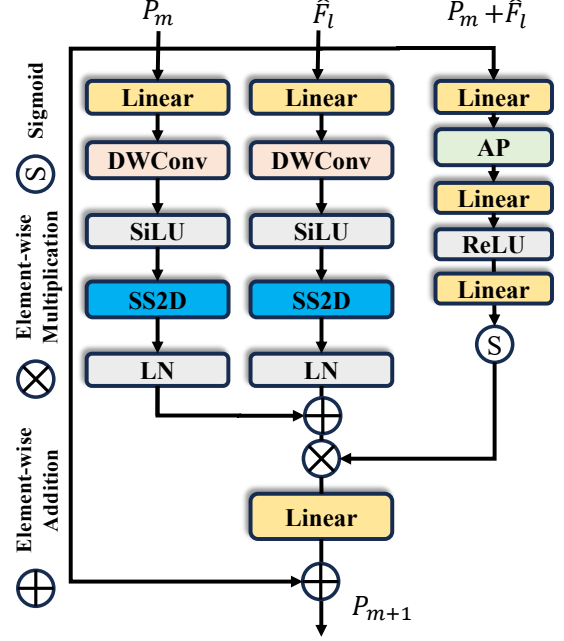 P_m
F̂_l
P_m + F̂_l
Linear
Linear
Linear
DWConv
DWConv
AP
SiLU
SiLU
Linear
ReLU
SS2D
SS2D
Linear
LN
LN
S
Linear
P_{m+1}
S
Sigmoid
Element-wise
Multiplication
Element-wise
Addition